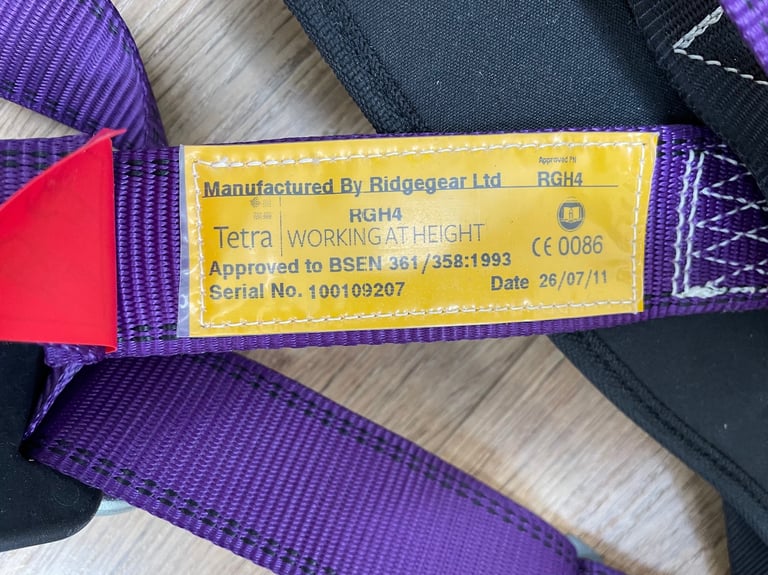 Approved
Manufactured By Ridgegear Ltd RGH4
RGH4
Tetra WORKING AT HEIGHT
CE 0086
Approved to BSEN 361/358:1993
Serial No. 100109207 Date 26/07/11